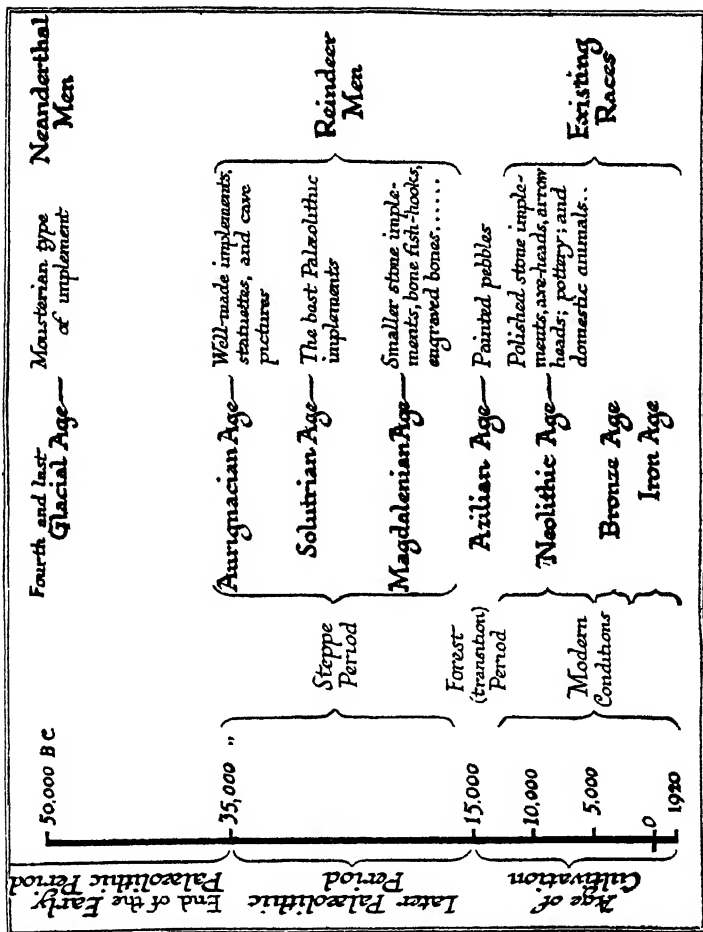 End of the Early
Palæolithic Period
Later Palæolithic
Period
Age of
Cultivation
50,000 BC
35,000 „
15,000
10,000
5,000
0
1920
Steppe
Period
Forest
(transition)
Period
Modern
Conditions
Fourth and last
Glacial Age—
Aurignacian Age—
Solutrian Age—
Magdalenian Age—
Azilian Age—
Neolithic Age—
Bronze Age
Iron Age
Mousterian type
of implement
Well-made implements,
statuettes, and cave
pictures
The best Palæolithic
implements
Smaller stone imple-
ments, bone fish-hooks,
engraved bones......
Painted pebbles
Polished stone imple-
ments, axe-heads, arrow
heads; pottery; and
domestic animals..
Neanderthal
Men
Reindeer
Men
Existing
Races